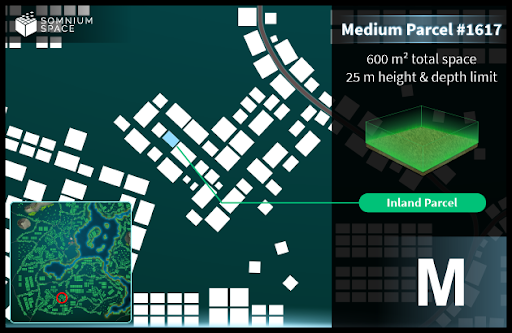 SOMNIUM
SPACE
Medium Parcel #1617
600 m² total space
25 m height & depth limit
Inland Parcel
M